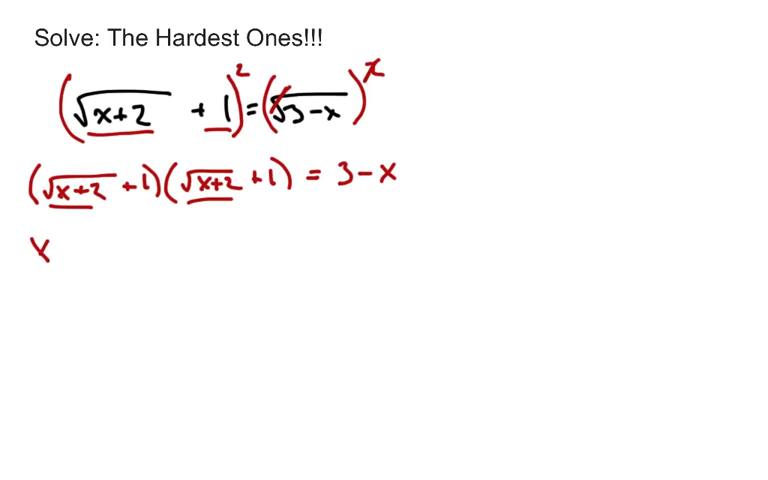 Solve: The Hardest Ones!!!
(√x+2 + 1)² = (√3-x)²
(√x+2 + 1)(√x+2 + 1) = 3 - x
x